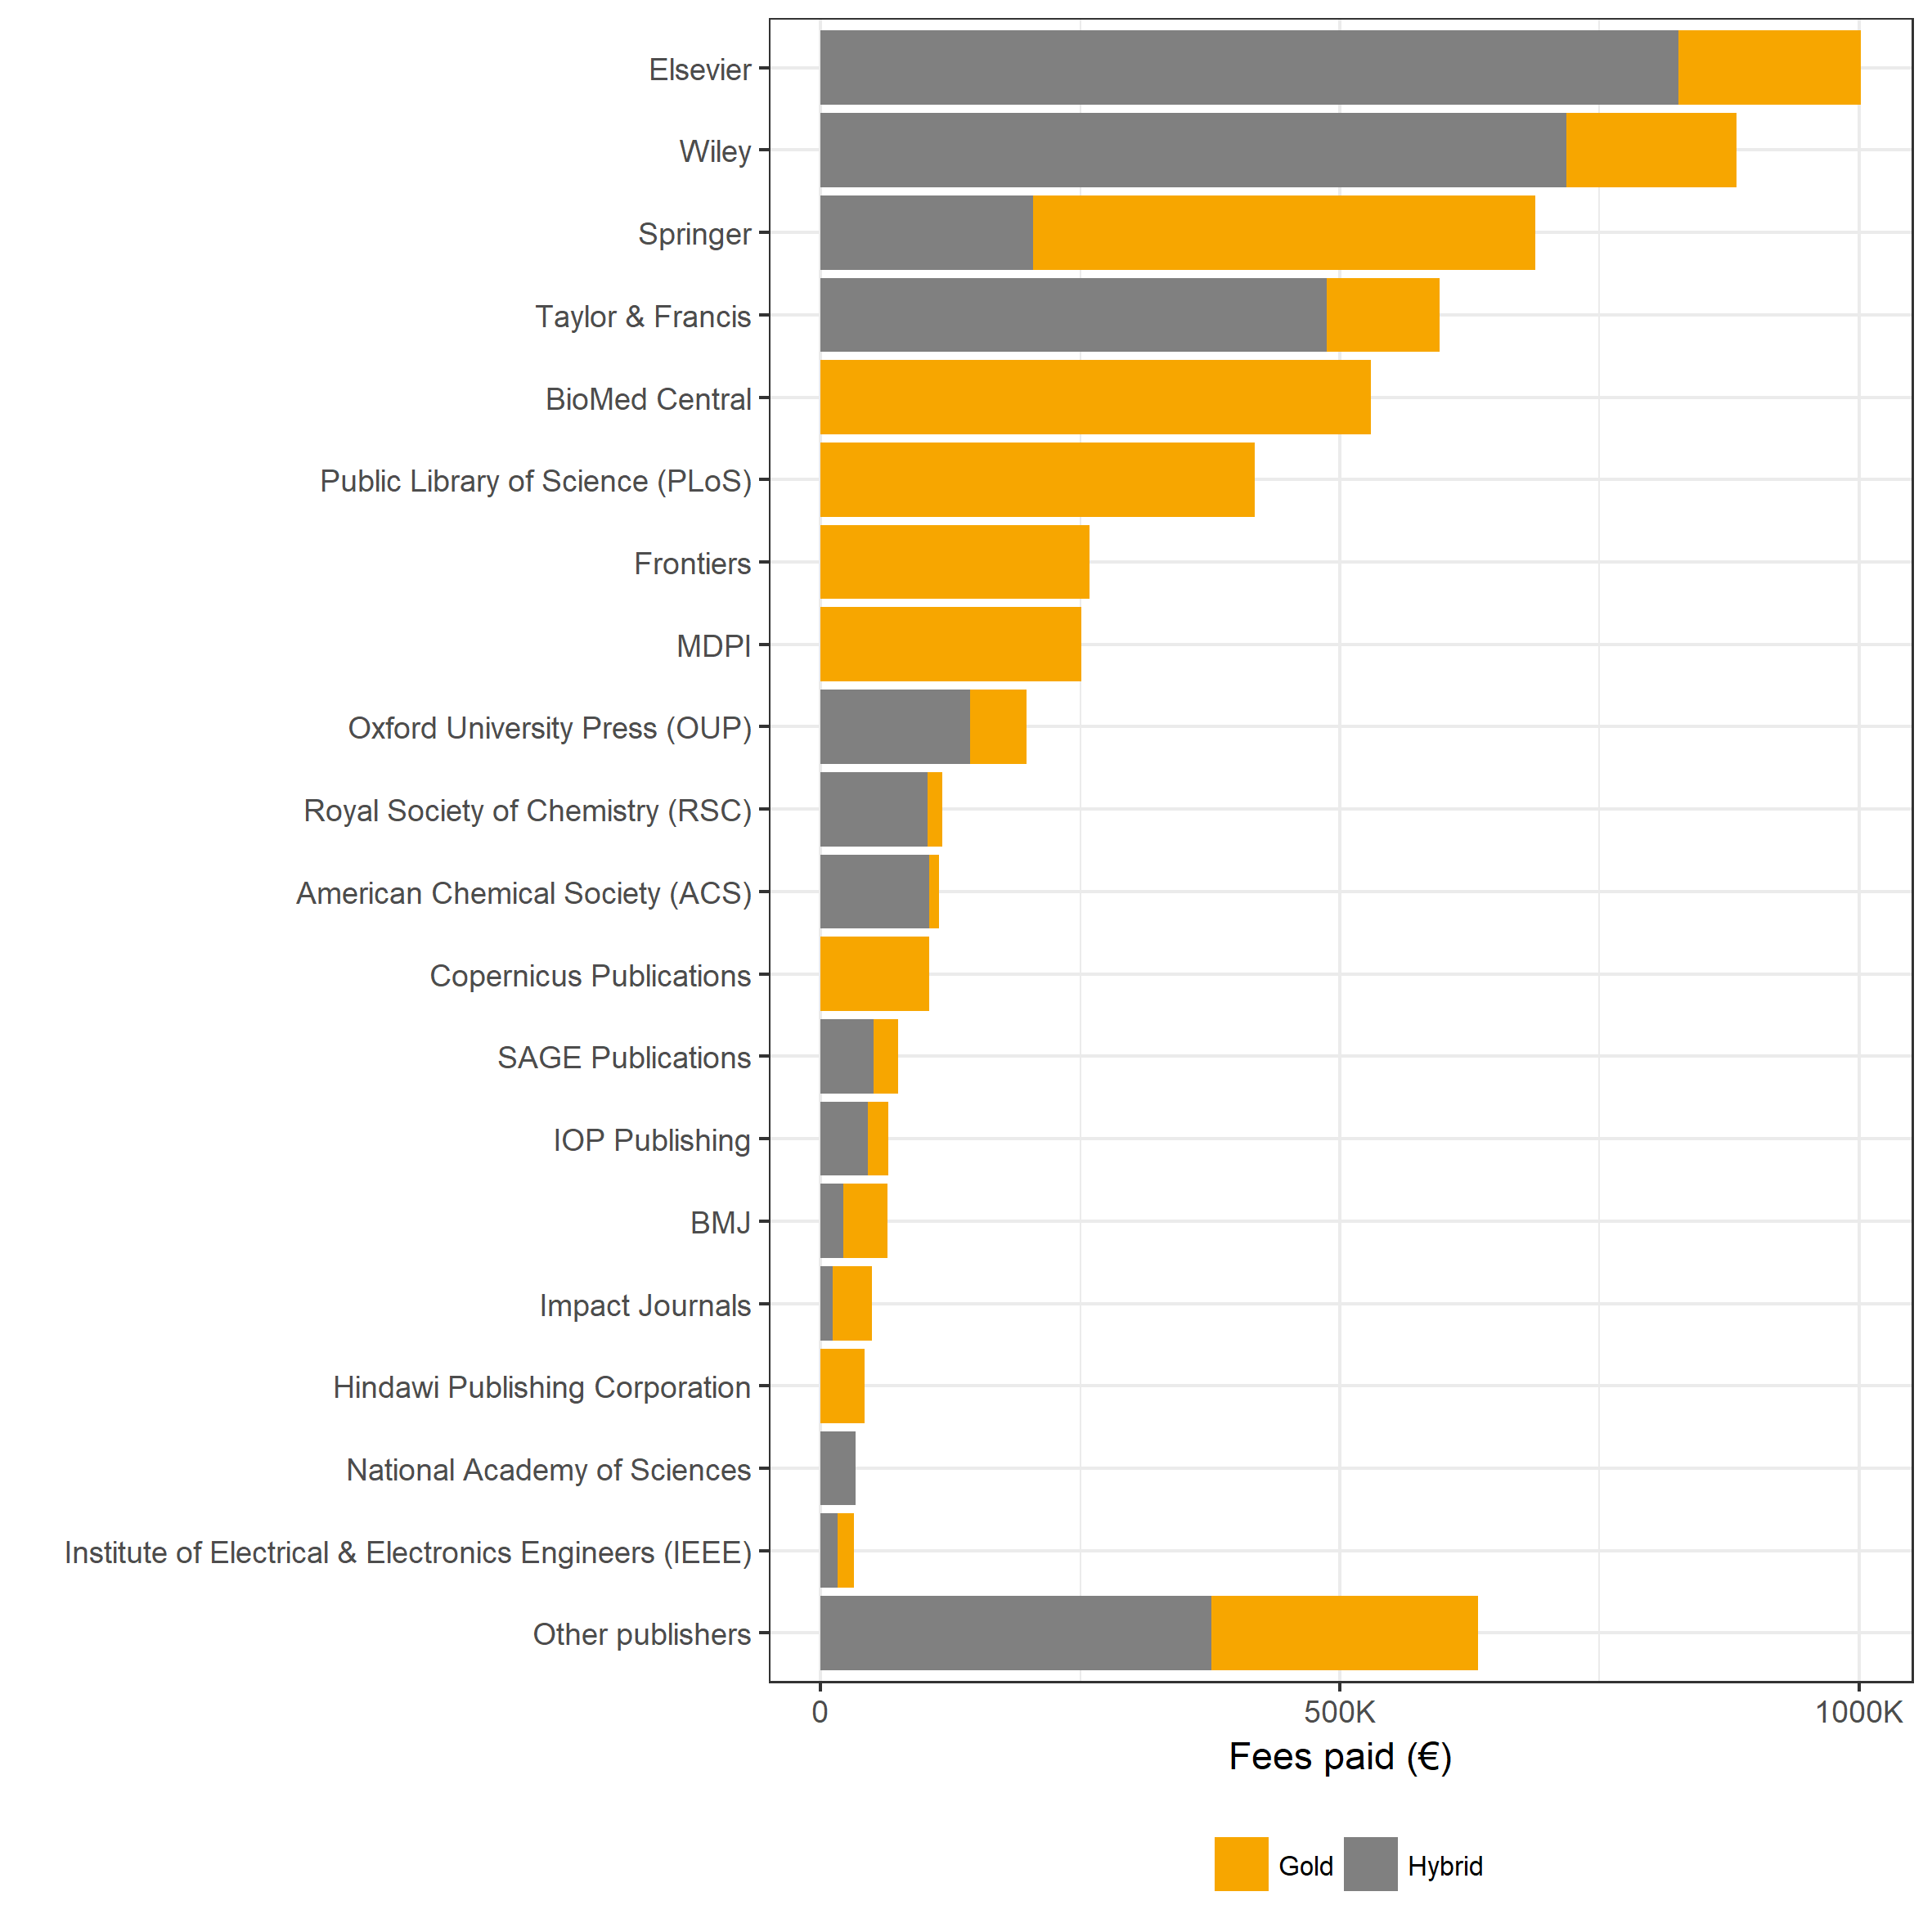 Elsevier
Wiley
Springer
Taylor & Francis
BioMed Central
Public Library of Science (PLoS)
Frontiers
MDPI
Oxford University Press (OUP)
Royal Society of Chemistry (RSC)
American Chemical Society (ACS)
Copernicus Publications
SAGE Publications
IOP Publishing
BMJ
Impact Journals
Hindawi Publishing Corporation
National Academy of Sciences
Institute of Electrical & Electronics Engineers (IEEE)
Other publishers
0 500K 1000K
Fees paid (€)
Gold Hybrid